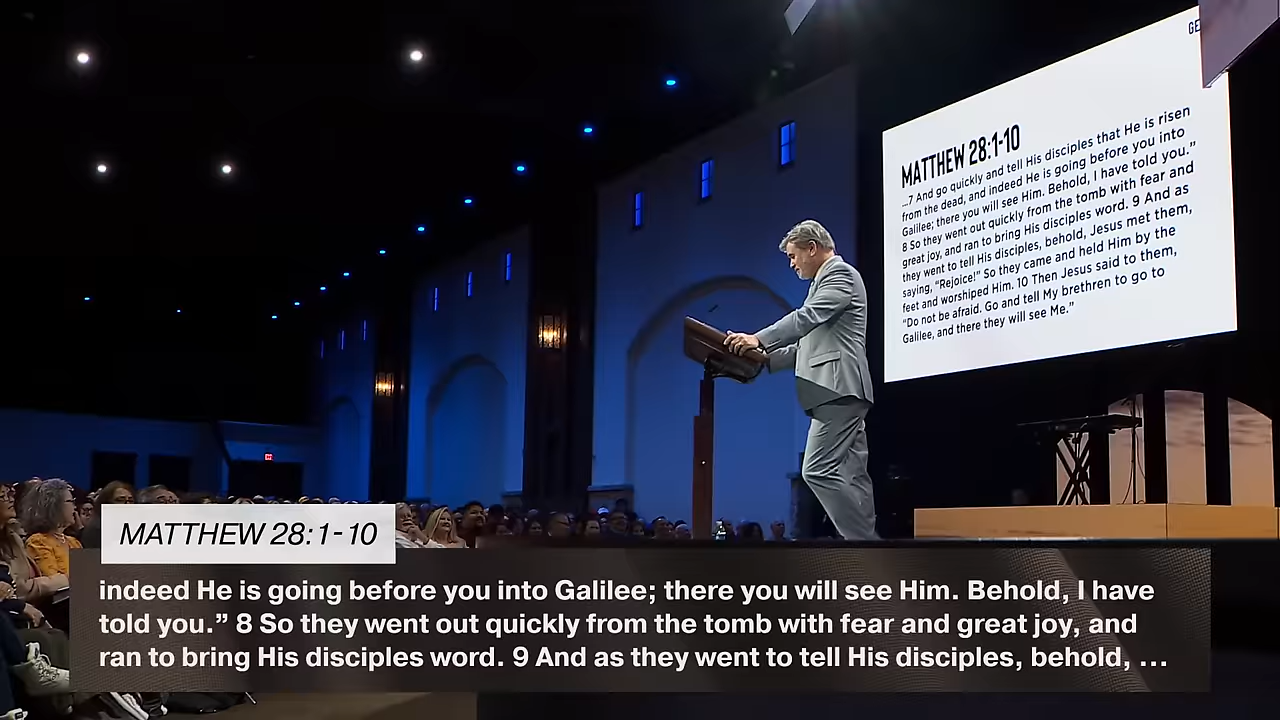 GE
MATTHEW 28:1-10
...7 And go quickly and tell His disciples that He is risen
from the dead, and indeed He is going before you into
Galilee; there you will see Him. Behold, I have told you.”
8 So they went out quickly from the tomb with fear and
great joy, and ran to bring His disciples word. 9 And as
they went to tell His disciples, behold, Jesus met them,
saying, “Rejoice!” So they came and held Him by the
feet and worshiped Him. 10 Then Jesus said to them,
“Do not be afraid. Go and tell My brethren to go to
Galilee, and there they will see Me.”
MATTHEW 28:1-10
indeed He is going before you into Galilee; there you will see Him. Behold, I have
told you.” 8 So they went out quickly from the tomb with fear and great joy, and
ran to bring His disciples word. 9 And as they went to tell His disciples, behold, ...